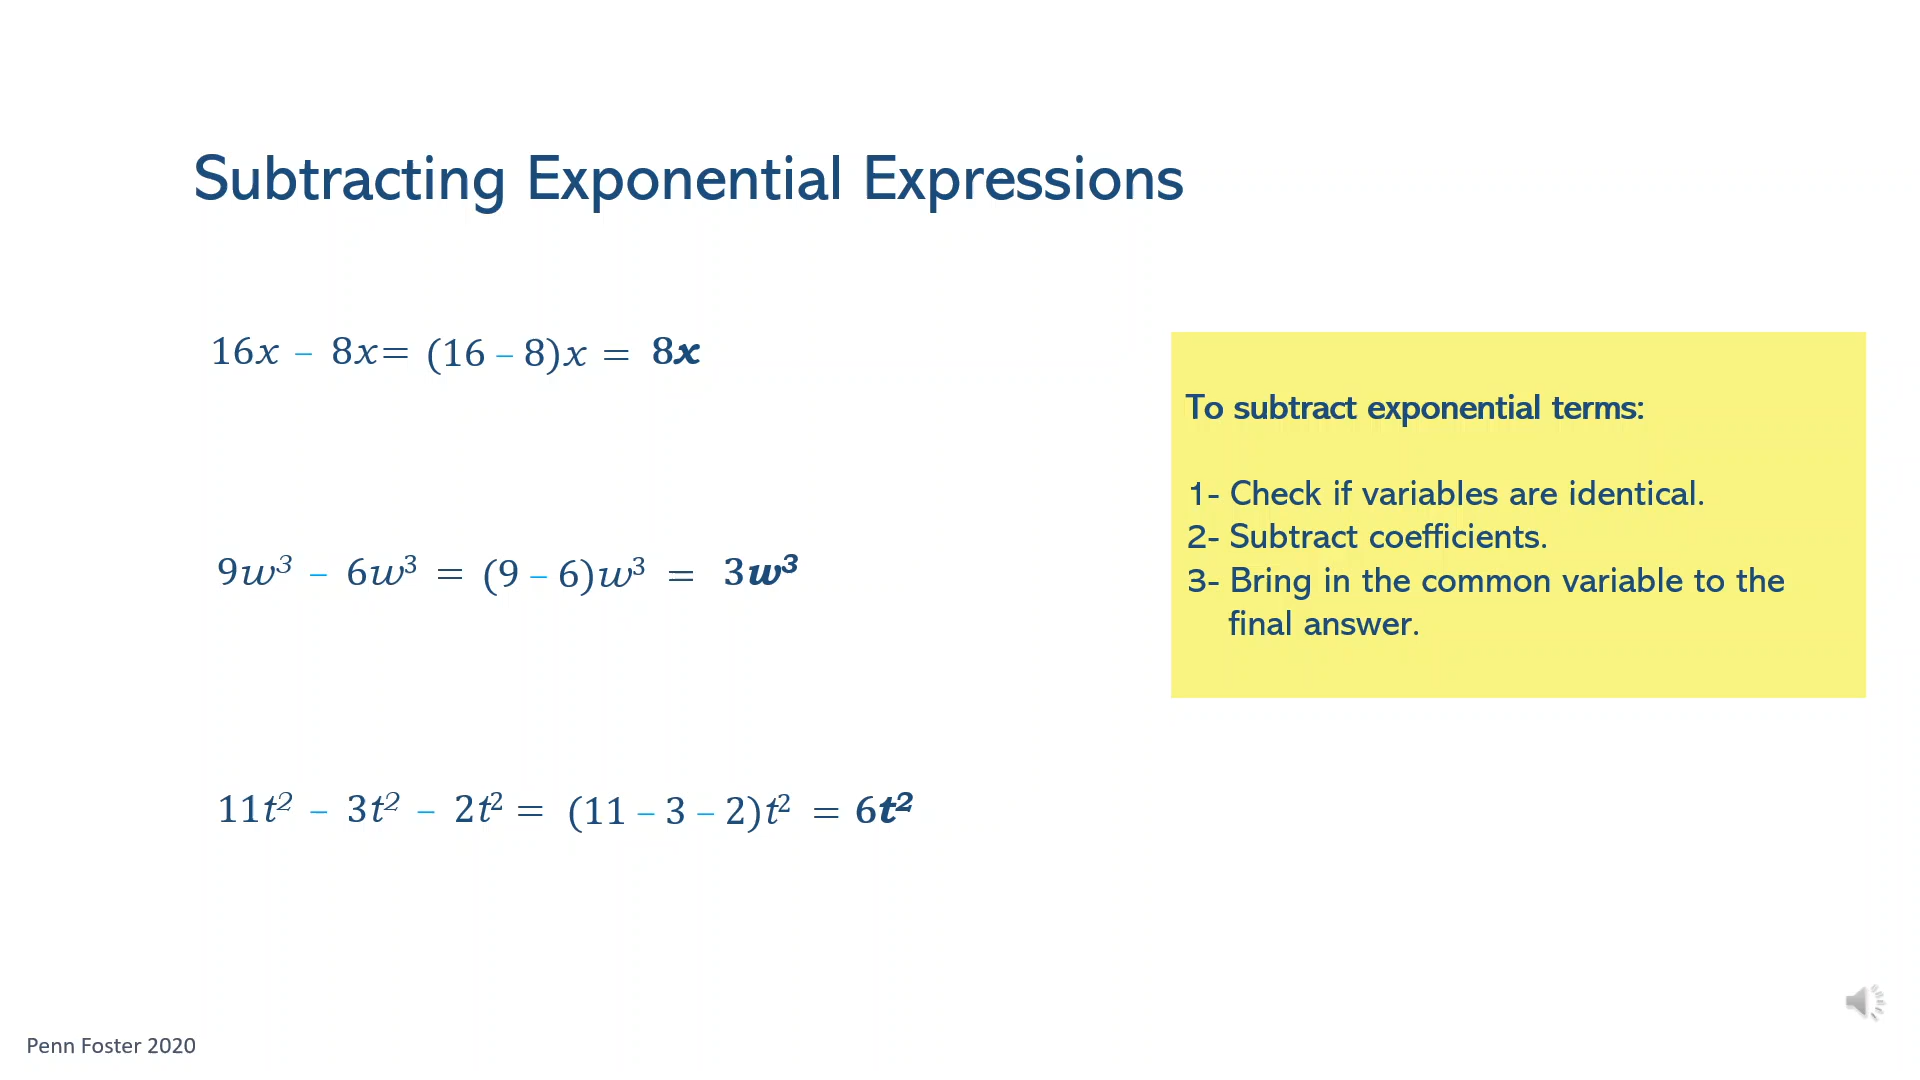 Subtracting Exponential Expressions
16x – 8x= (16 – 8)x = 8x
9w³ – 6w³ = (9 – 6)w³ = 3w³
11t² – 3t² – 2t² = (11 – 3 – 2)t² = 6t²
To subtract exponential terms:
1- Check if variables are identical.
2- Subtract coefficients.
3- Bring in the common variable to the
final answer.
Penn Foster 2020